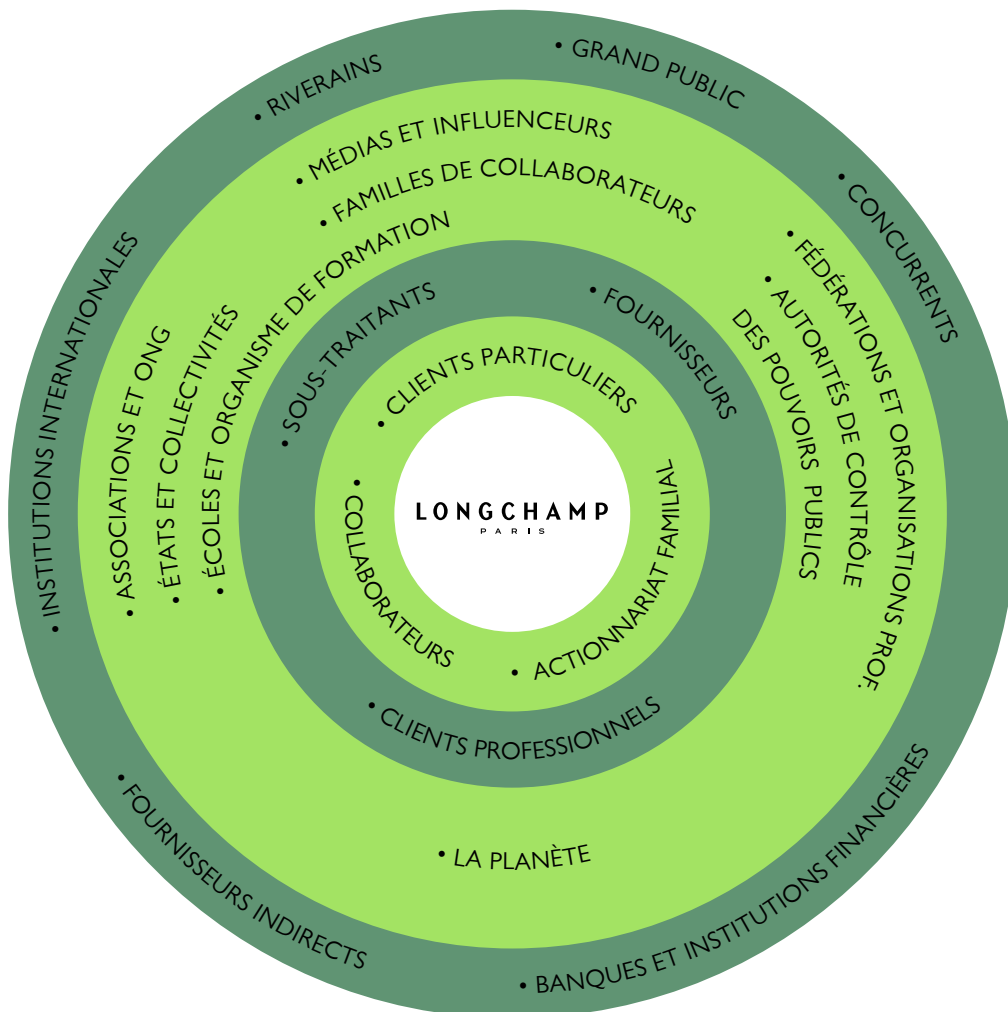 • RIVERAINS
• GRAND PUBLIC
• CONCURRENTS
• INSTITUTIONS INTERNATIONALES
• FOURNISSEURS INDIRECTS
• BANQUES ET INSTITUTIONS FINANCIÈRES
• MÉDIAS ET INFLUENCEURS
• FAMILLES DE COLLABORATEURS
• ÉCOLES ET ORGANISME DE FORMATION
• ÉTATS ET COLLECTIVITÉS
• ASSOCIATIONS ET ONG
• FÉDÉRATIONS ET ORGANISATIONS PROF.
• AUTORITÉS DE CONTRÔLE
DES POUVOIRS PUBLICS
• LA PLANÈTE
• SOUS-TRAITANTS
• FOURNISSEURS
• CLIENTS PROFESSIONNELS
• CLIENTS PARTICULIERS
• COLLABORATEURS
• ACTIONNARIAT FAMILIAL
LONGCHAMP
PARIS